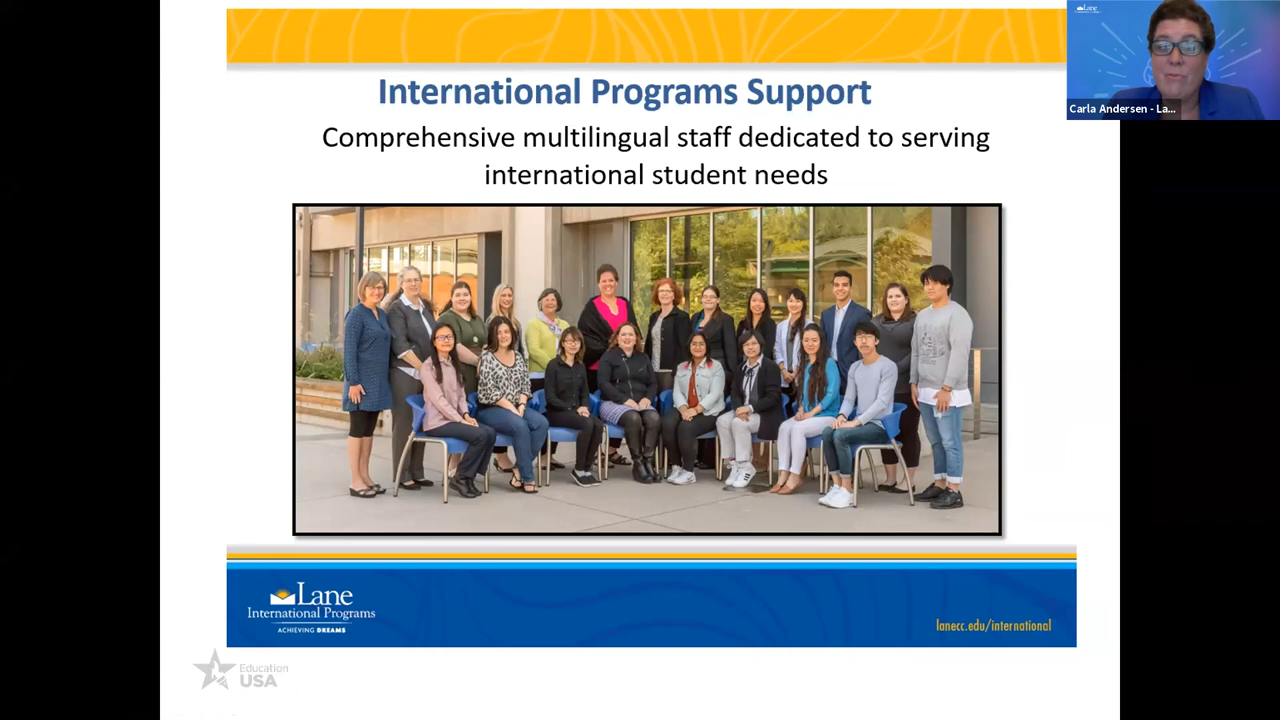 International Programs Support
Comprehensive multilingual staff dedicated to serving
international student needs
Lane
Carla Andersen - La...
Lane
International Programs
ACHIEVING DREAMS
lanecc.edu/international
Education
USA